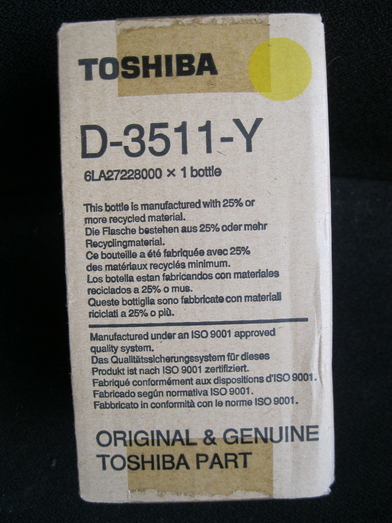 TOSHIBA
D-3511-Y
6LA27228000 × 1 bottle
This bottle is manufactured with 25% or
more recycled material.
Die Flasche bestehen aus 25% oder mehr
Recyclingmaterial.
Ce bouteille a été fabriquée avec 25%
des matériaux recyclés minimum.
Los botella estan fabricandos con materiales
reciclados a 25% o mus.
Queste bottiglia sono fabbricate con materiali
riciclati a 25% o più.
Manufactured under an ISO 9001 approved
quality system.
Das Qualitätssicherungssystem für dieses
Produkt ist nach ISO 9001 zertifiziert.
Fabriqué conformément aux dispositions d'ISO 9001.
Fabricado según normativa ISO 9001.
Fabbricato in conformità con le norme ISO 9001.
ORIGINAL & GENUINE
TOSHIBA PART